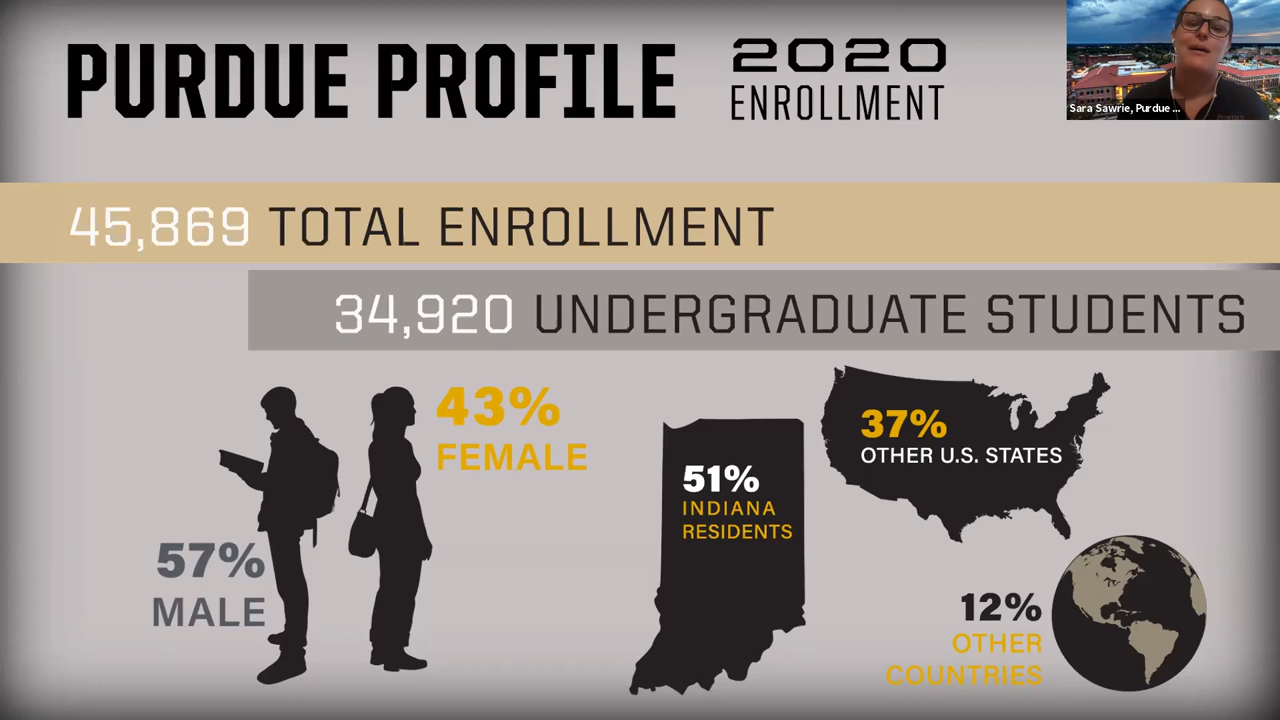 PURDUE PROFILE
2020
ENROLLMENT
Sara Sawrie, Purdue ...
45,869 TOTAL ENROLLMENT
34,920 UNDERGRADUATE STUDENTS
43%
FEMALE
57%
MALE
51%
INDIANA
RESIDENTS
37%
OTHER U.S. STATES
12%
OTHER
COUNTRIES